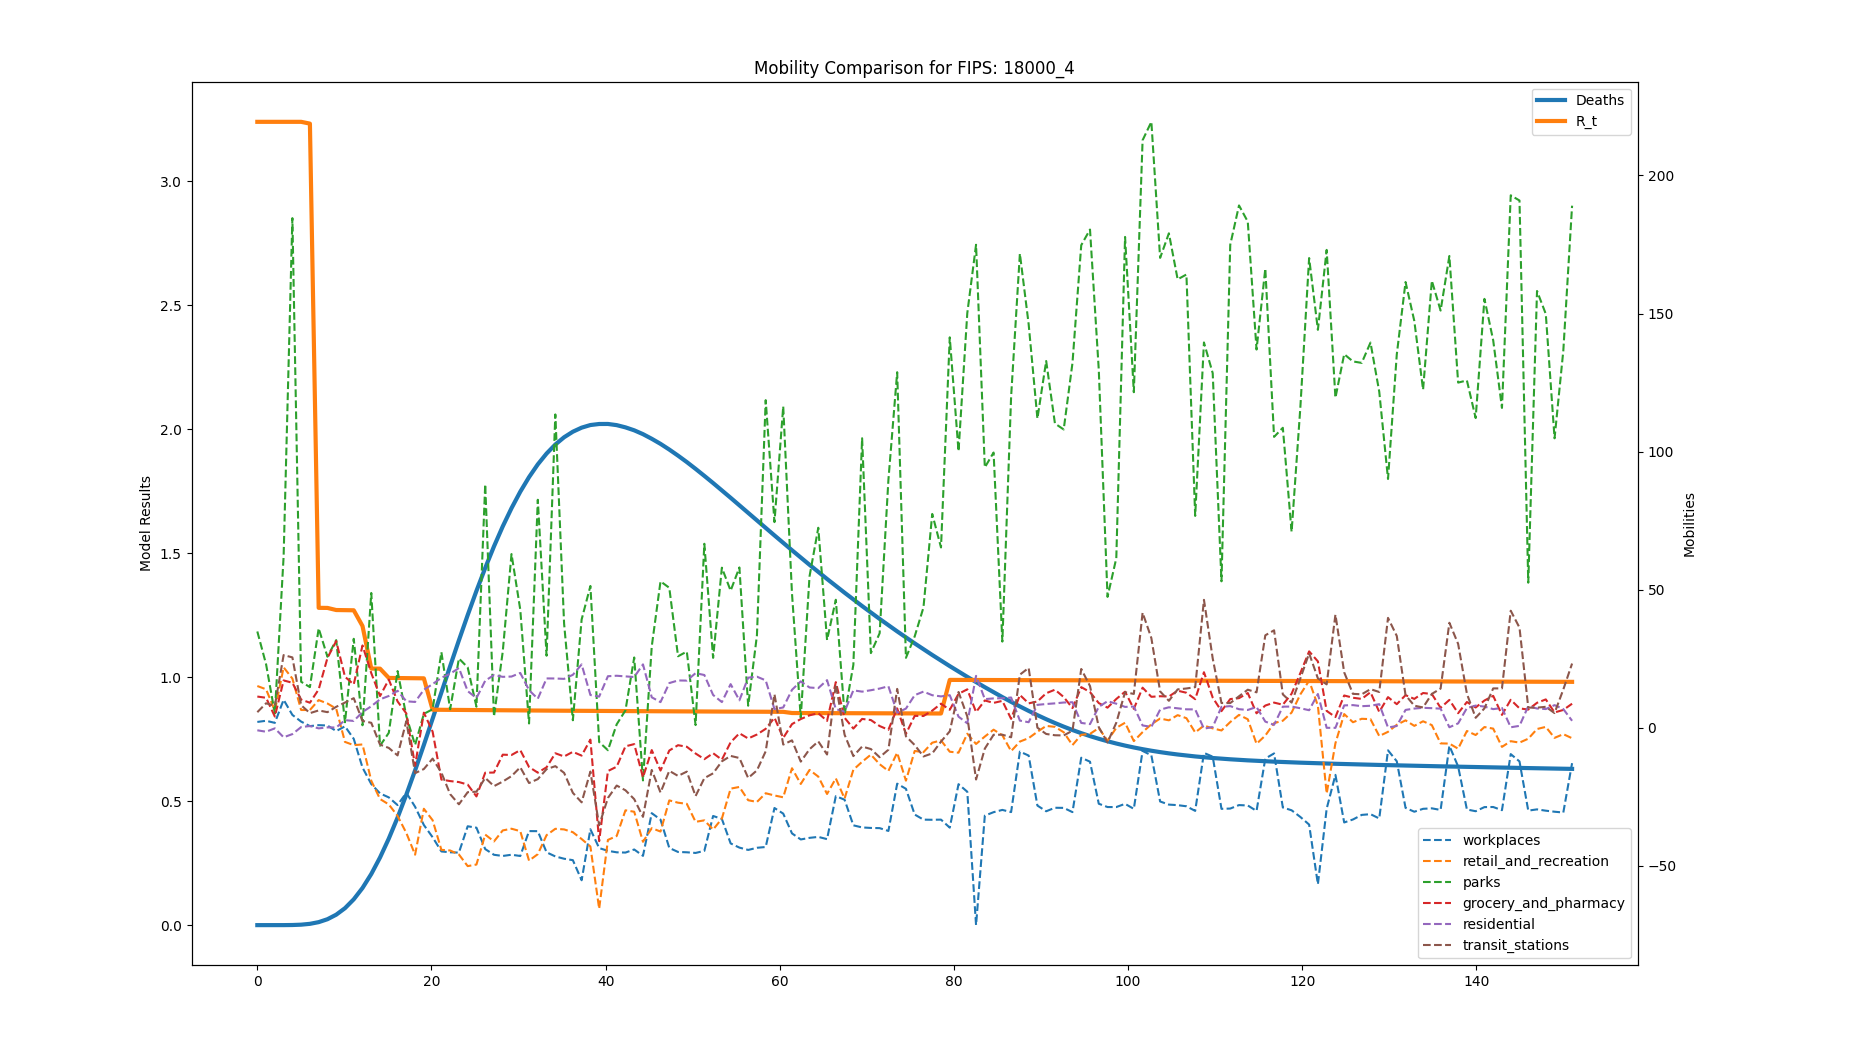 Mobility Comparison for FIPS: 18000_4
Deaths
R_t
3.0
2.5
2.0
1.5
1.0
0.5
0.0
Model Results
200
150
100
50
0
−50
Mobilities
workplaces
retail_and_recreation
parks
grocery_and_pharmacy
residential
transit_stations
0 20 40 60 80 100 120 140